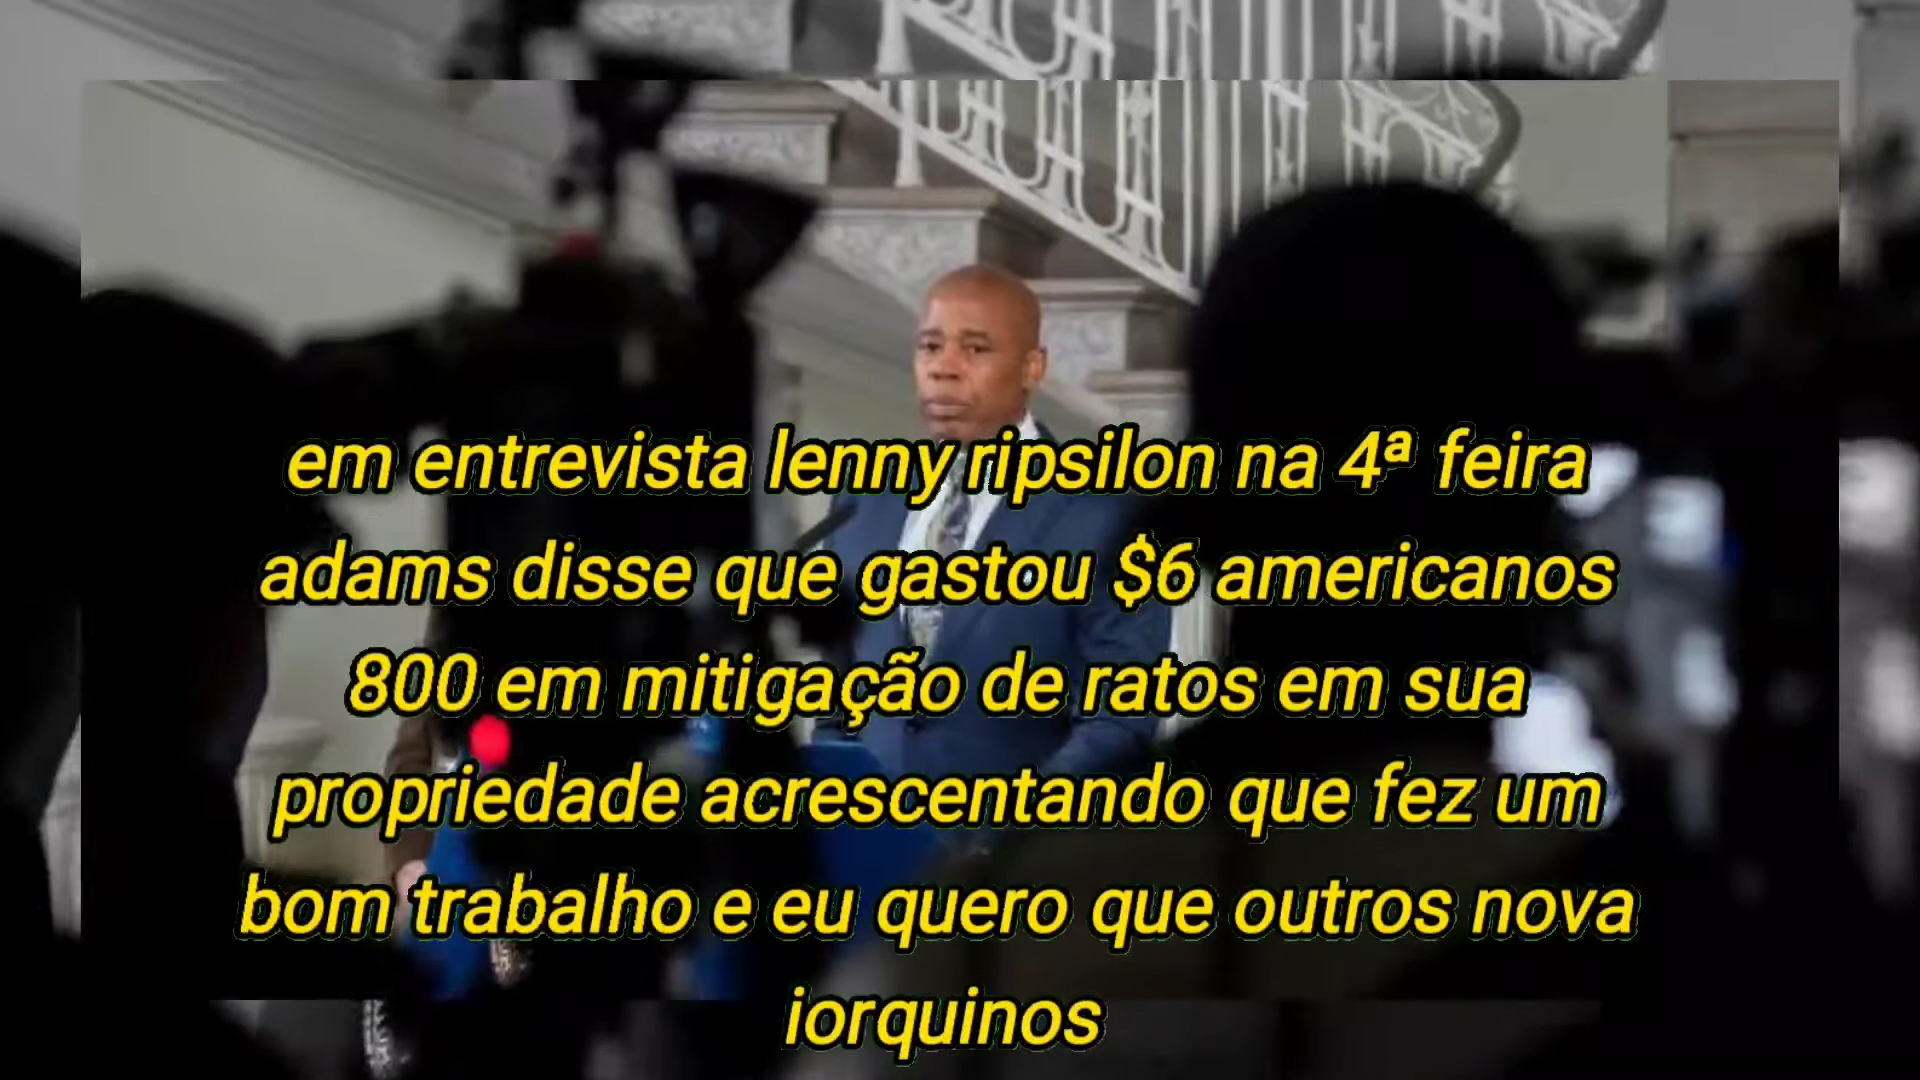 em entrevista lenny ripsilon na 4ª feira
adams disse que gastou $6 americanos
800 em mitigação de ratos em sua
propriedade acrescentando que fez um
bom trabalho e eu quero que outros nova
iorquinos